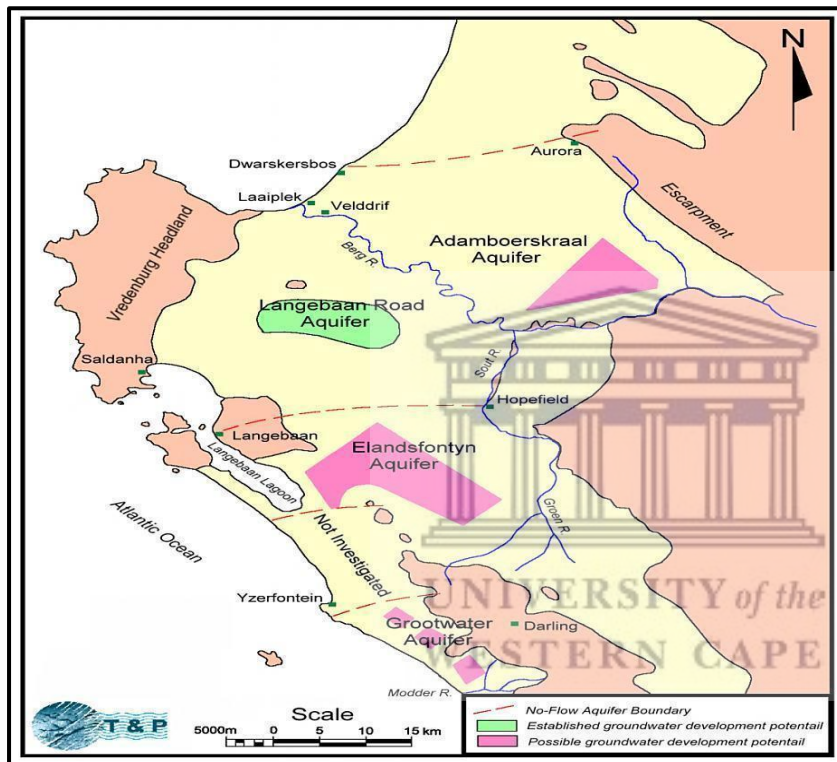 N
Dwarskersbos
Aurora
Laaiplek
Velddrif
Escarpment
Vredenburg Headland
Berg R.
Adamboerskraal
Aquifer
Langebaan Road
Aquifer
Saldanha
Sout R.
Hopefield
Langebaan
Elandsfontyn
Aquifer
Langebaan Lagoon
Atlantic Ocean
Not Investigated
Groen R.
Yzerfontein
Grootwater
Aquifer
Darling
UNIVERSITY of the
WESTERN CAPE
Modder R.
T & P
Scale
5000m 0 5 10 15 km
No-Flow Aquifer Boundary
Established groundwater development potentail
Possible groundwater development potentail